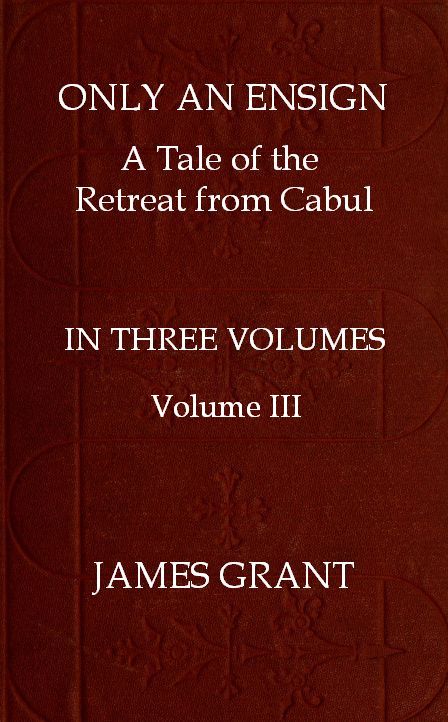 ONLY AN ENSIGN
A Tale of the
Retreat from Cabul
IN THREE VOLUMES
Volume III
JAMES GRANT